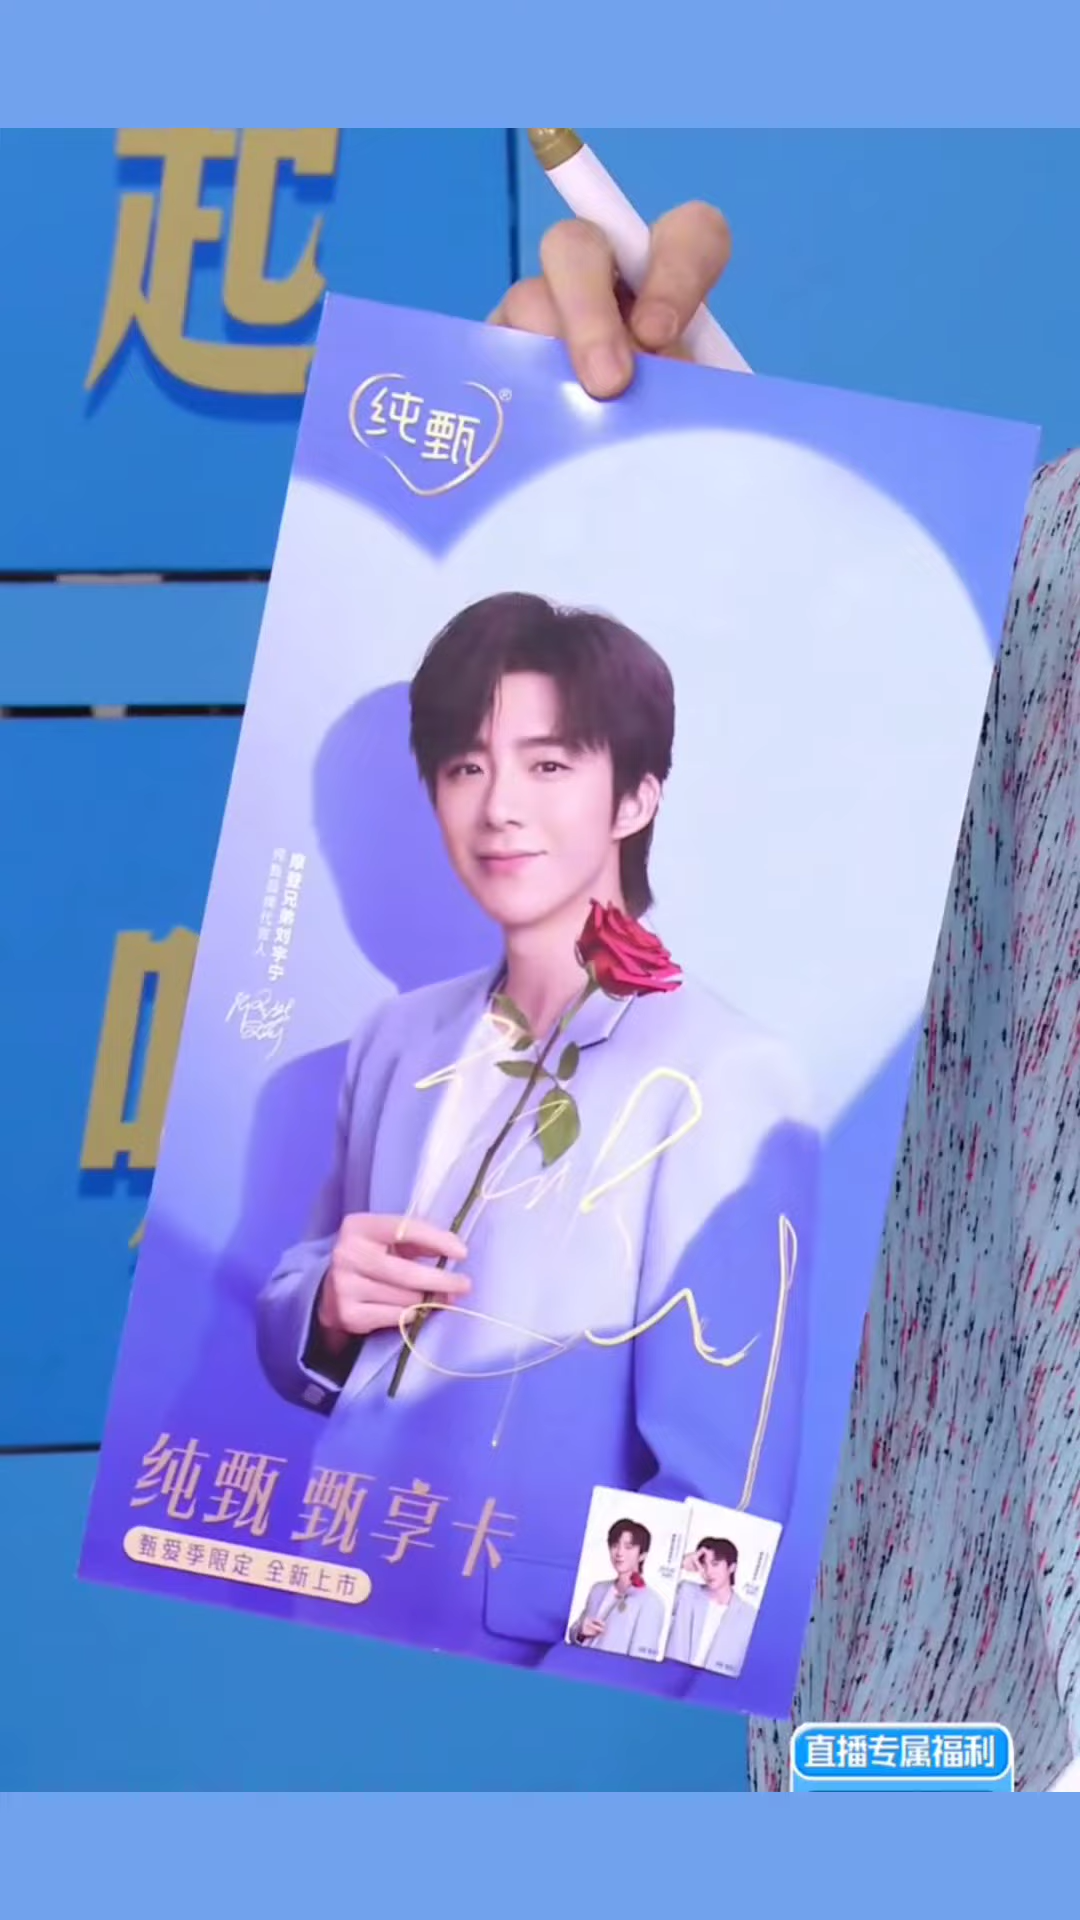 起
纯甄®
摩登兄弟刘宇宁
纯甄品牌代言人
纯甄 甄享卡
甄爱季限定 全新上市
直播专属福利